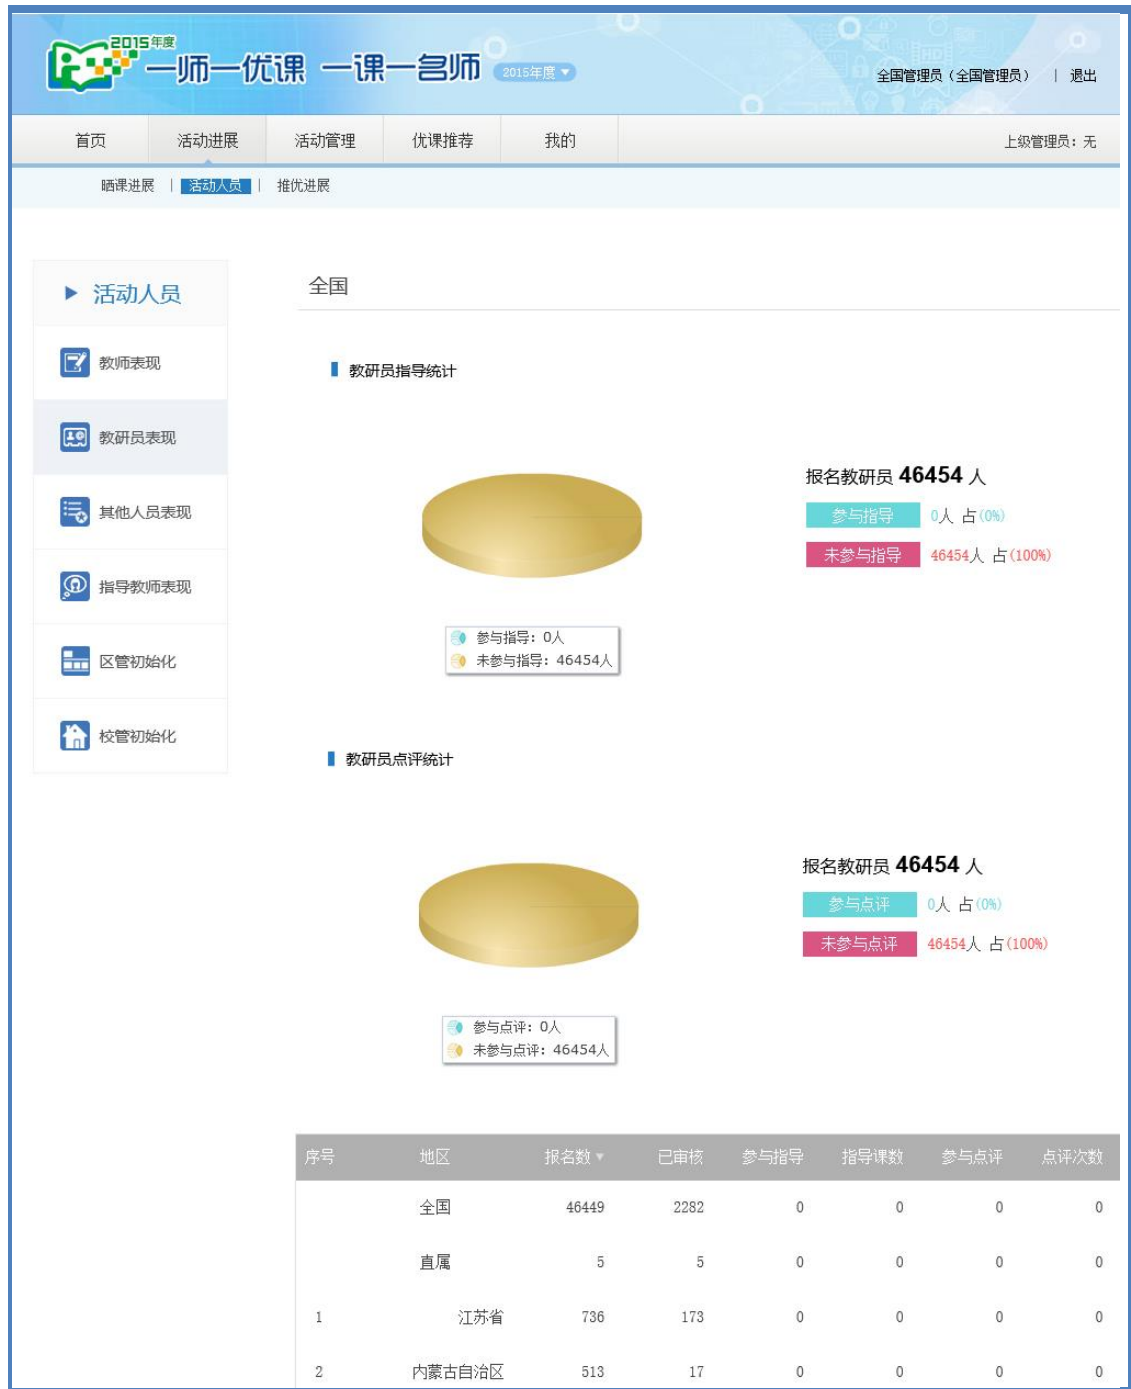 2015年度
一师一优课 一课一名师
2015年度
全国管理员（全国管理员） | 退出
首页 活动进展 活动管理 优课推荐 我的 上级管理员：无
晒课进展 | 活动人员 | 推优进展
活动人员
教师表现
教研员表现
其他人员表现
指导教师表现
区管初始化
校管初始化
全国
教研员指导统计
报名教研员 46454 人
参与指导 0人 占(0%)
未参与指导 46454人 占(100%)
参与指导：0人
未参与指导：46454人
教研员点评统计
报名教研员 46454 人
参与点评 0人 占(0%)
未参与点评 46454人 占(100%)
参与点评：0人
未参与点评：46454人
序号 地区 报名数 已审核 参与指导 指导课数 参与点评 点评次数
全国 46449 2282 0 0 0 0
直属 5 5 0 0 0 0
1 江苏省 736 173 0 0 0 0
2 内蒙古自治区 513 17 0 0 0 0